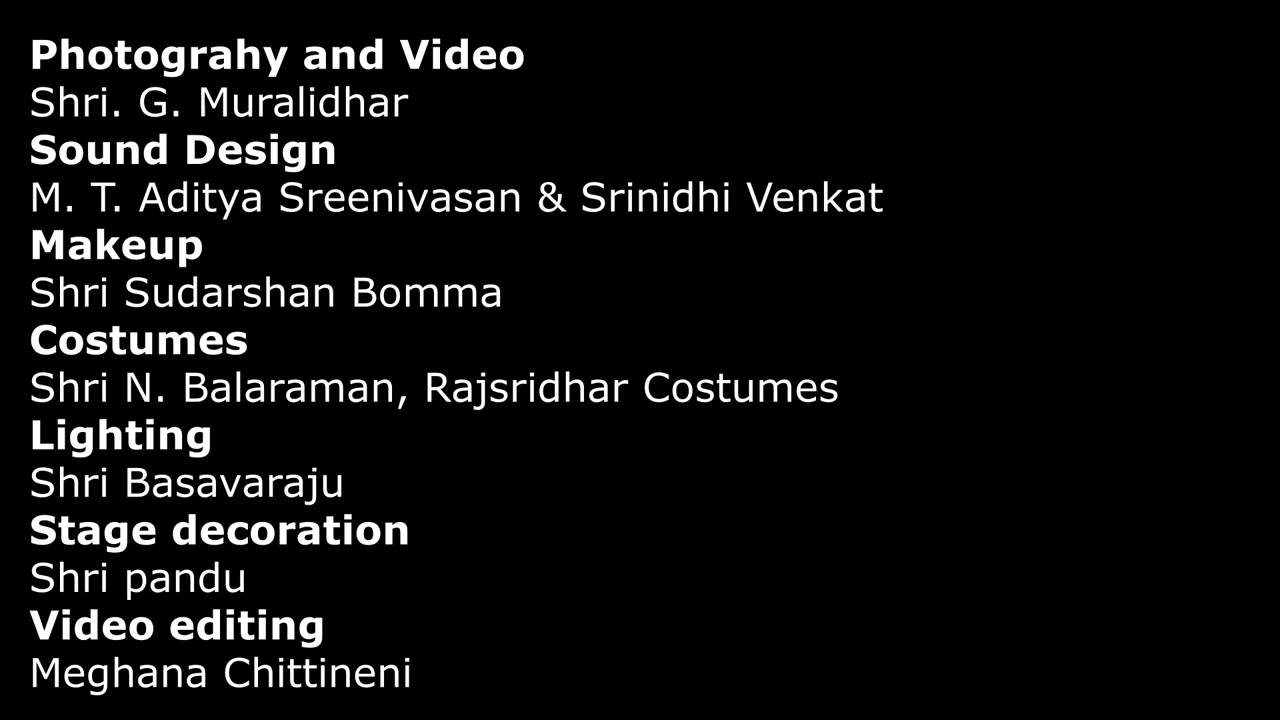 Photograhy and Video
Shri. G. Muralidhar
Sound Design
M. T. Aditya Sreenivasan & Srinidhi Venkat
Makeup
Shri Sudarshan Bomma
Costumes
Shri N. Balaraman, Rajsridhar Costumes
Lighting
Shri Basavaraju
Stage decoration
Shri pandu
Video editing
Meghana Chittineni